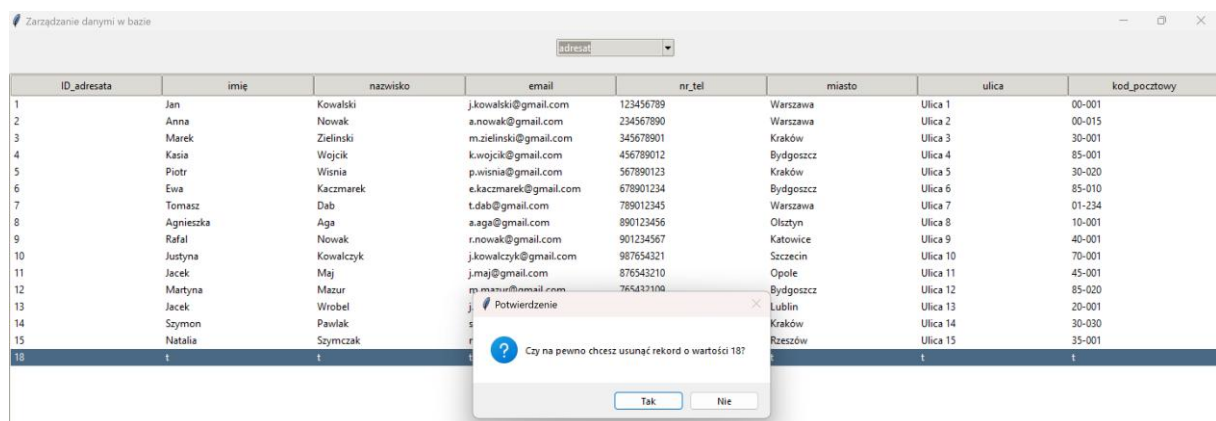 Zarządzanie danymi w bazie
adresat
ID_adresata imię nazwisko email nr_tel miasto ulica kod_pocztowy
1 Jan Kowalski j.kowalski@gmail.com 123456789 Warszawa Ulica 1 00-001
2 Anna Nowak a.nowak@gmail.com 234567890 Warszawa Ulica 2 00-015
3 Marek Zielinski m.zielinski@gmail.com 345678901 Kraków Ulica 3 30-001
4 Kasia Wojcik k.wojcik@gmail.com 456789012 Bydgoszcz Ulica 4 85-001
5 Piotr Wisnia p.wisnia@gmail.com 567890123 Kraków Ulica 5 30-020
6 Ewa Kaczmarek e.kaczmarek@gmail.com 678901234 Bydgoszcz Ulica 6 85-010
7 Tomasz Dab t.dab@gmail.com 789012345 Warszawa Ulica 7 01-234
8 Agnieszka Aga a.aga@gmail.com 890123456 Olsztyn Ulica 8 10-001
9 Rafal Nowak r.nowak@gmail.com 901234567 Katowice Ulica 9 40-001
10 Justyna Kowalczyk j.kowalczyk@gmail.com 987654321 Szczecin Ulica 10 70-001
11 Jacek Maj j.maj@gmail.com 876543210 Opole Ulica 11 45-001
12 Martyna Mazur m.mazur@gmail.com 765432109 Bydgoszcz Ulica 12 85-020
13 Jacek Wrobel j. Lublin Ulica 13 20-001
14 Szymon Pawlak s Kraków Ulica 14 30-030
15 Natalia Szymczak Rzeszów Ulica 15 35-001
18 t t t t t t
Potwierdzenie
Czy na pewno chcesz usunąć rekord o wartości 18?
Tak Nie